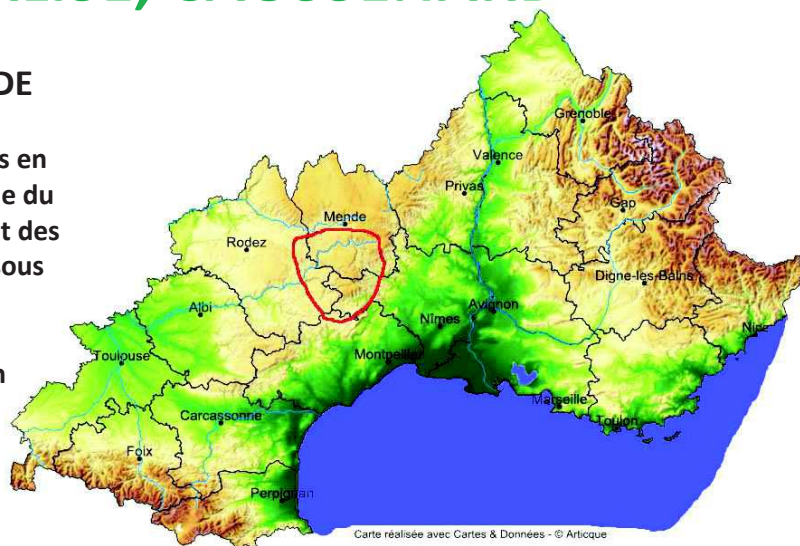 DE
s en
e du
t des
sous
n
Grenoble
Valence
Privas
Gap
Mende
Rodez
Digne-les-Bains
Albi
Avignon
Nîmes
Nice
Toulouse
Montpellier
Marseille
Carcassonne
Toulon
Foix
Perpignan
Carte réalisée avec Cartes & Données - © Articque